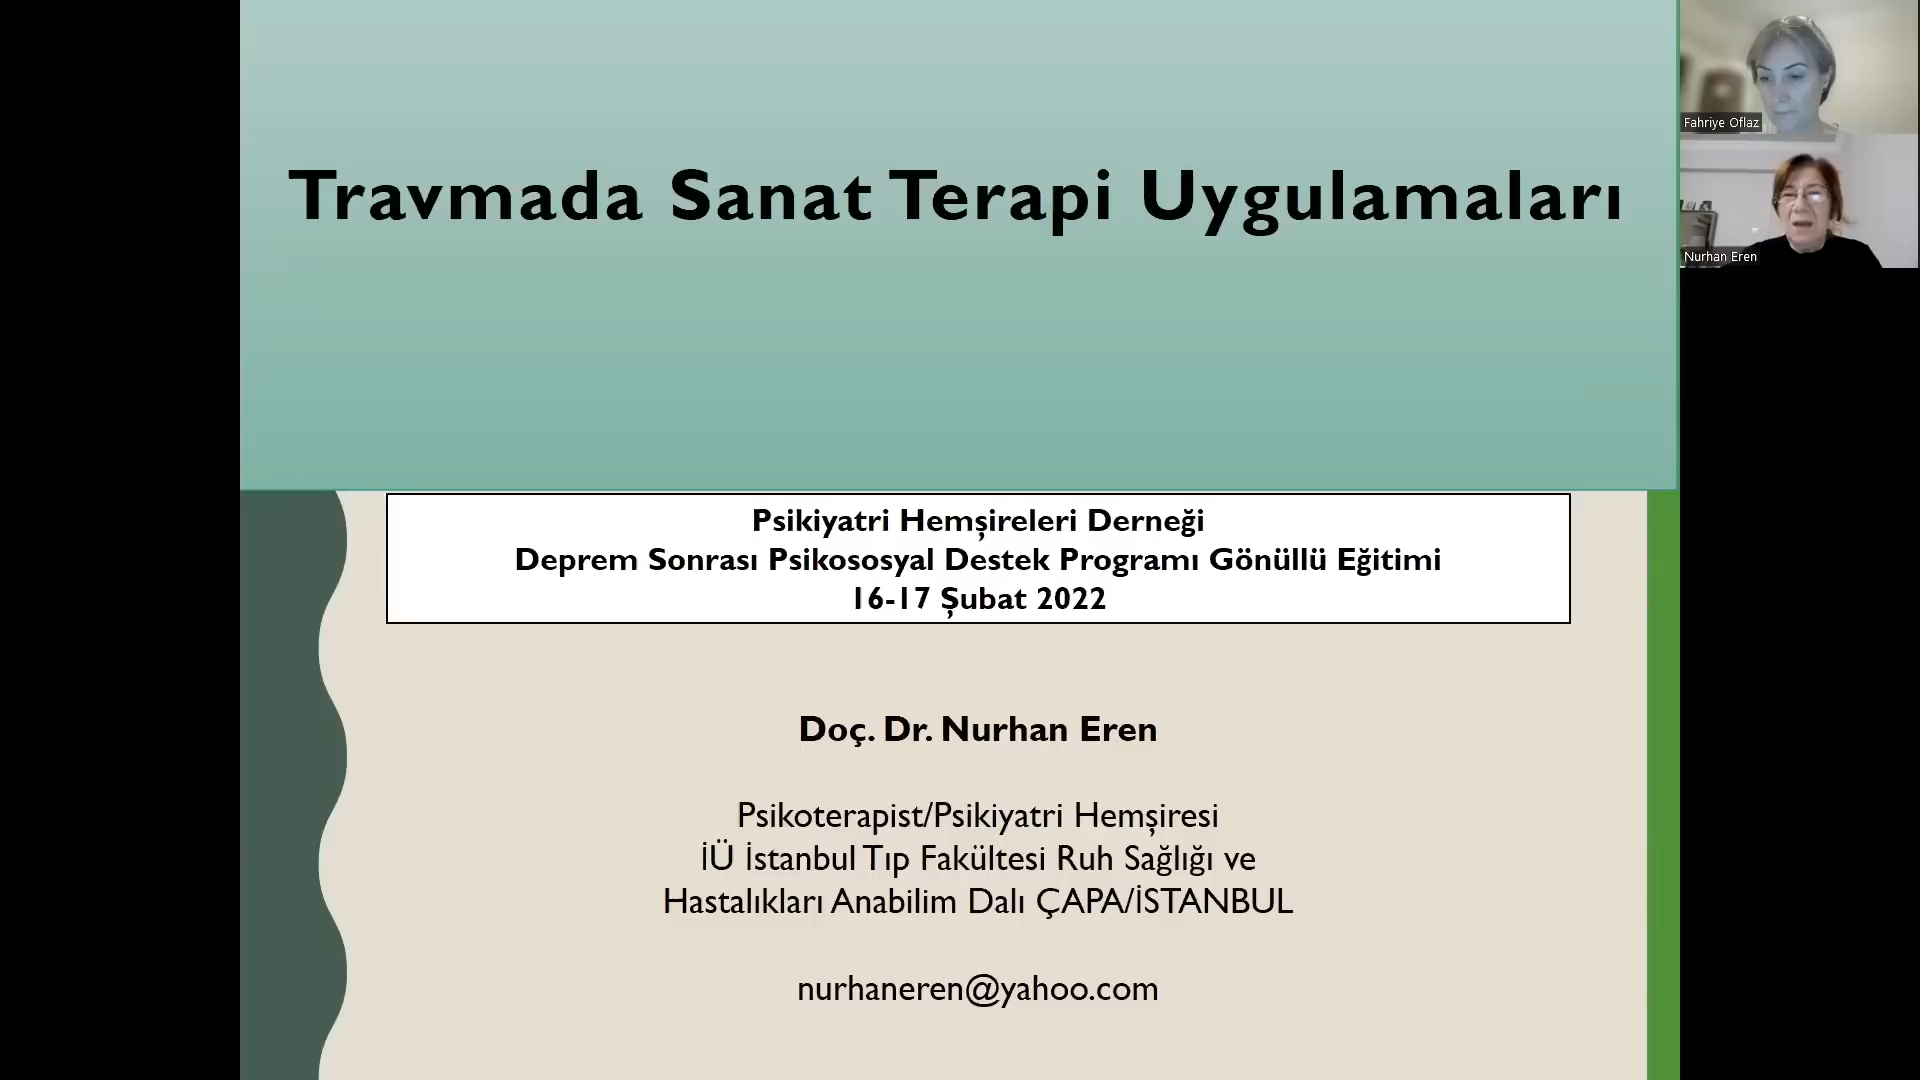 Travmada Sanat Terapi Uygulamaları
Psikiyatri Hemşireleri Derneği
Deprem Sonrası Psikososyal Destek Programı Gönüllü Eğitimi
16-17 Şubat 2022
Doç. Dr. Nurhan Eren
Psikoterapist/Psikiyatri Hemşiresi
İÜ İstanbul Tıp Fakültesi Ruh Sağlığı ve
Hastalıkları Anabilim Dalı ÇAPA/İSTANBUL
nurhaneren@yahoo.com
Fahriye Oflaz
Nurhan Eren